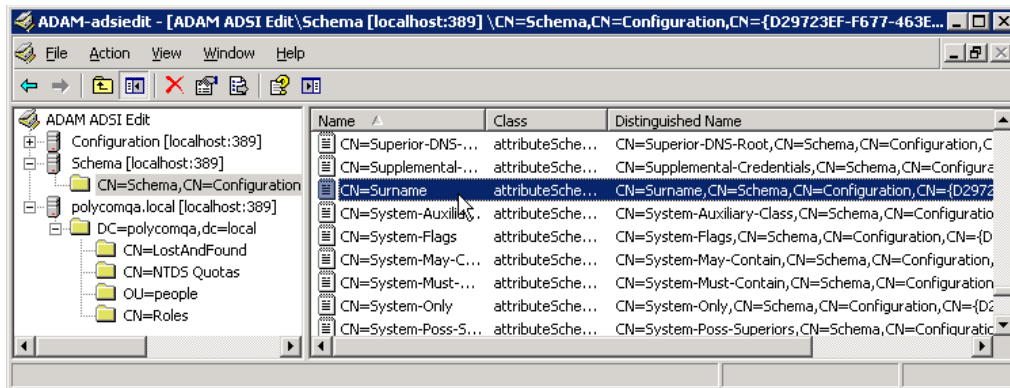 ADAM-adsiedit - [ADAM ADSI Edit\Schema [localhost:389] \CN=Schema,CN=Configuration,CN={D29723EF-F677-463E...
File Action View Window Help
ADAM ADSI Edit
Configuration [localhost:389]
Schema [localhost:389]
CN=Schema,CN=Configuration
polycomqa.local [localhost:389]
DC=polycomqa,dc=local
CN=LostAndFound
CN=NTDS Quotas
OU=people
CN=Roles
Name Class Distinguished Name
CN=Superior-DNS-... attributeSche... CN=Superior-DNS-Root,CN=Schema,CN=Configuration,C
CN=Supplemental-... attributeSche... CN=Supplemental-Credentials,CN=Schema,CN=Configura
CN=Surname attributeSche... CN=Surname,CN=Schema,CN=Configuration,CN={D2972
CN=System-Auxiliary... attributeSche... CN=System-Auxiliary-Class,CN=Schema,CN=Configuratio
CN=System-Flags attributeSche... CN=System-Flags,CN=Schema,CN=Configuration,CN={D
CN=System-May-C... attributeSche... CN=System-May-Contain,CN=Schema,CN=Configuration,
CN=System-Must-... attributeSche... CN=System-Must-Contain,CN=Schema,CN=Configuration
CN=System-Only attributeSche... CN=System-Only,CN=Schema,CN=Configuration,CN={D2
CN=System-Poss-S... attributeSche... CN=System-Poss-Superiors,CN=Schema,CN=Configuratic